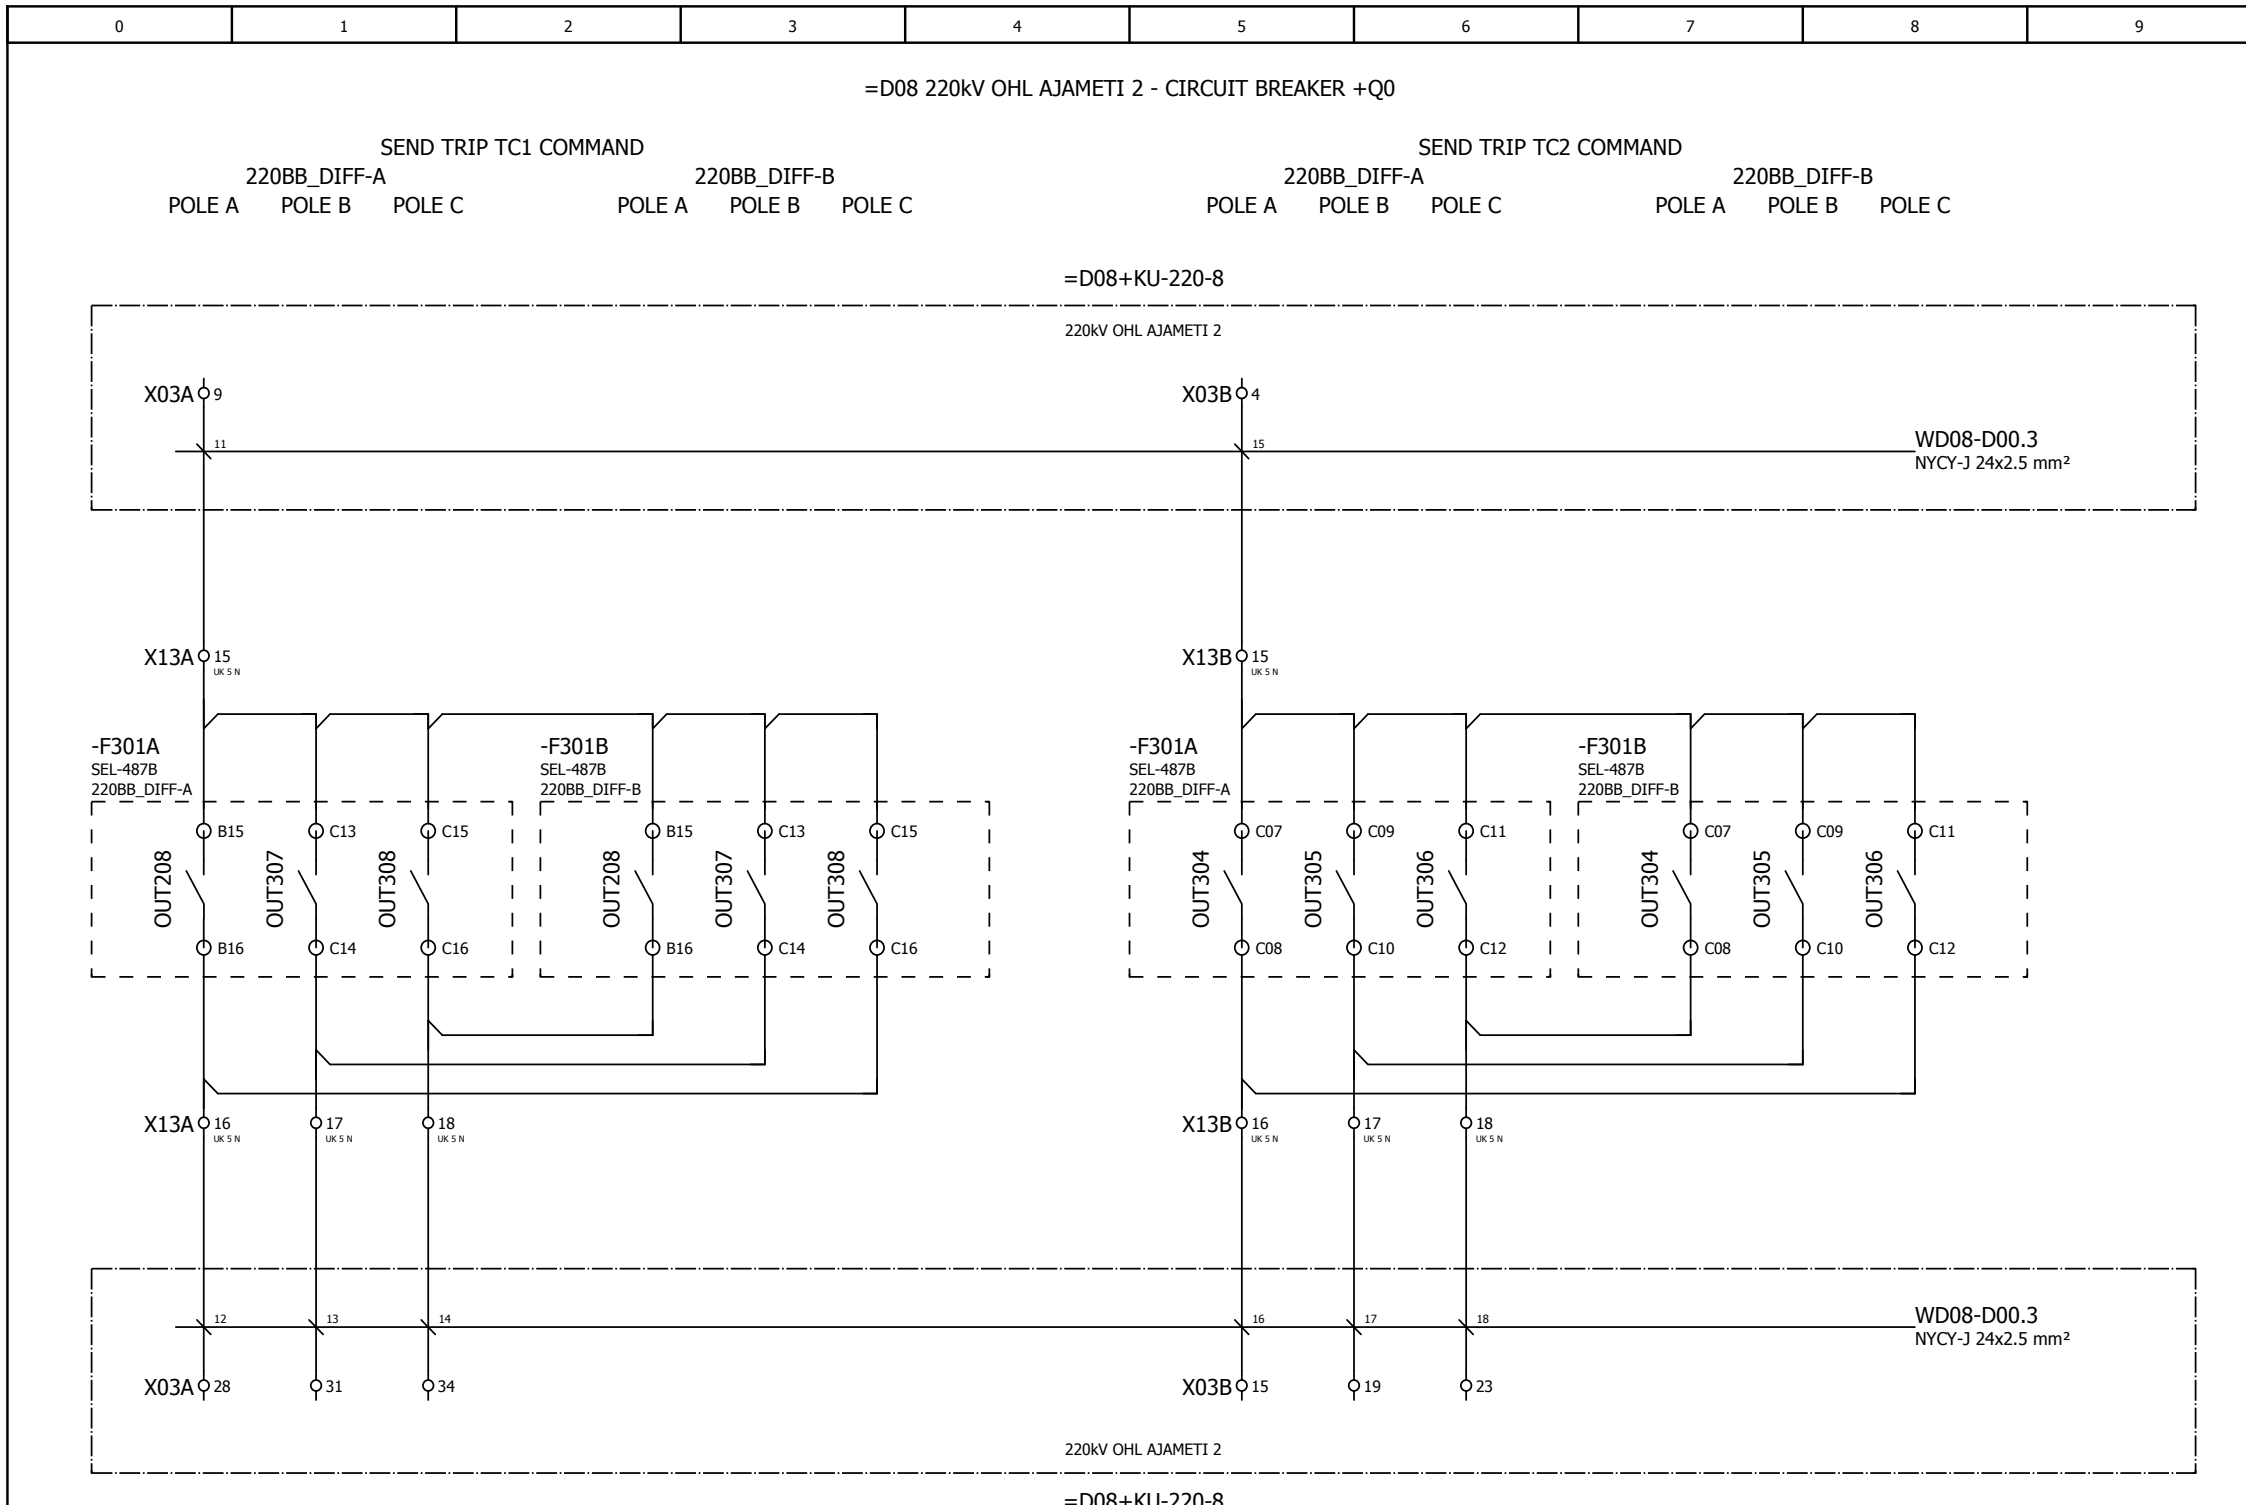 0 1 2 3 4 5 6 7 8 9
=D08 220kV OHL AJAMETI 2 - CIRCUIT BREAKER +Q0
SEND TRIP TC1 COMMAND SEND TRIP TC2 COMMAND
220BB_DIFF-A 220BB_DIFF-B 220BB_DIFF-A 220BB_DIFF-B
POLE A POLE B POLE C POLE A POLE B POLE C POLE A POLE B POLE C POLE A POLE B POLE C
=D08+KU-220-8
220kV OHL AJAMETI 2
X03A 9 X03B 4
11 15
WD08-D00.3
NYCY-J 24x2.5 mm²
X13A 15 X13B 15
UK 5 N UK 5 N
-F301A -F301B -F301A -F301B
SEL-487B SEL-487B SEL-487B SEL-487B
220BB_DIFF-A 220BB_DIFF-B 220BB_DIFF-A 220BB_DIFF-B
B15 C13 C15 B15 C13 C15 C07 C09 C11 C07 C09 C11
OUT208 OUT307 OUT308 OUT208 OUT307 OUT308 OUT304 OUT305 OUT306 OUT304 OUT305 OUT306
B16 C14 C16 B16 C14 C16 C08 C10 C12 C08 C10 C12
X13A 16 17 18 X13B 16 17 18
UK 5 N UK 5 N UK 5 N UK 5 N UK 5 N UK 5 N
12 13 14 16 17 18
WD08-D00.3
NYCY-J 24x2.5 mm²
X03A 28 31 34 X03B 15 19 23
220kV OHL AJAMETI 2
=D08+KU-220-8